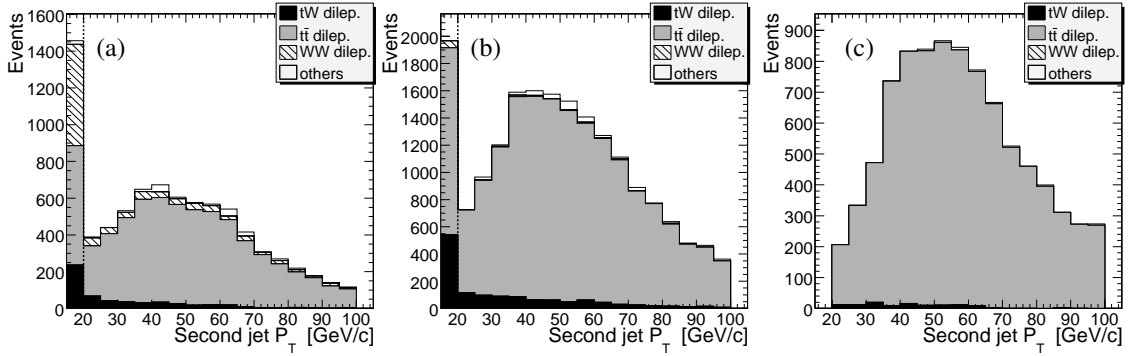 Events
1600
1400
1200
1000
800
600
400
200
0
(a)
tW dilep.
tt̄ dilep.
WW dilep.
others
20 30 40 50 60 70 80 90 100
Second jet P_T [GeV/c]
Events
2000
1800
1600
1400
1200
1000
800
600
400
200
0
(b)
tW dilep.
tt̄ dilep.
WW dilep.
others
20 30 40 50 60 70 80 90 100
Second jet P_T [GeV/c]
Events
900
800
700
600
500
400
300
200
100
0
(c)
tW dilep.
tt̄ dilep.
WW dilep.
others
20 30 40 50 60 70 80 90 100
Second jet P_T [GeV/c]